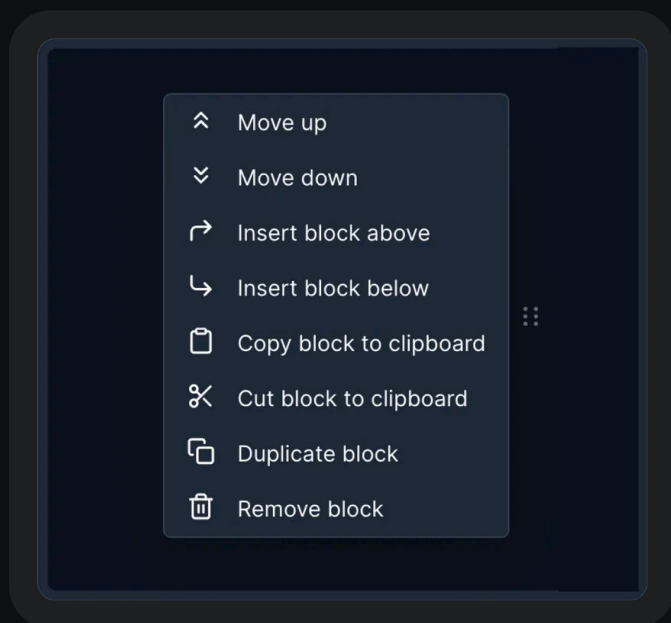 Move up
Move down
Insert block above
Insert block below
Copy block to clipboard
Cut block to clipboard
Duplicate block
Remove block